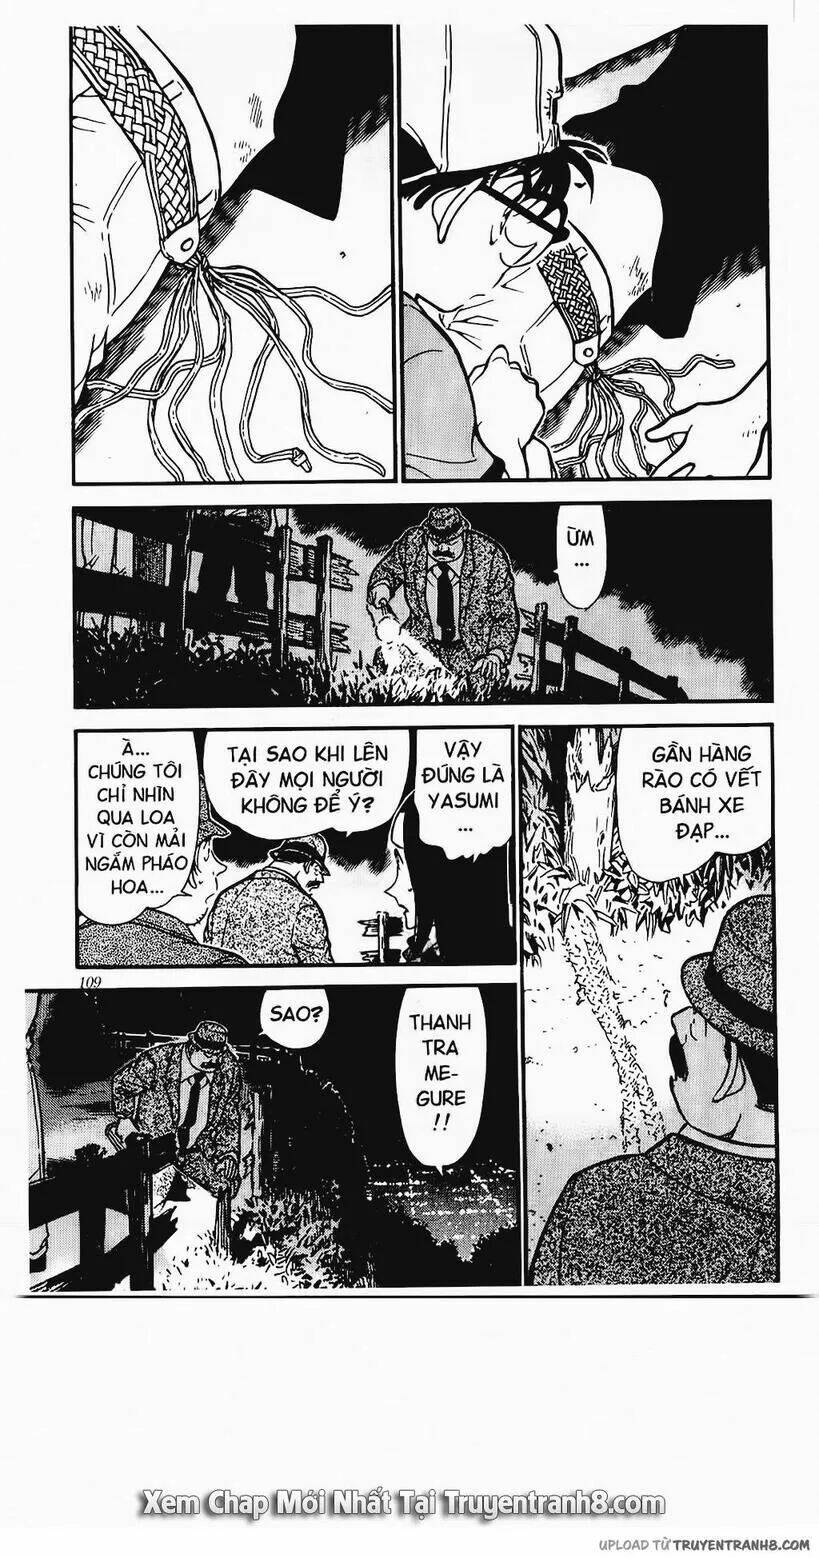 ỪM
...
GẦN HÀNG
RÀO CÓ VẾT
BÁNH XE
ĐẠP...
VẬY
ĐÚNG LÀ
YASUMI
...
TẠI SAO KHI LÊN
ĐÂY MỌI NGƯỜI
KHÔNG ĐỂ Ý?
À...
CHÚNG TÔI
CHỈ NHÌN
QUA LOA
VÌ CÒN MẢI
NGẮM PHÁO
HOA...
109
THANH
TRA
ME-
GURE
!!
SAO?
Xem Chap Mới Nhất Tại Truyentranh8.com
UPLOAD TỪ TRUYENTRANH8.COM